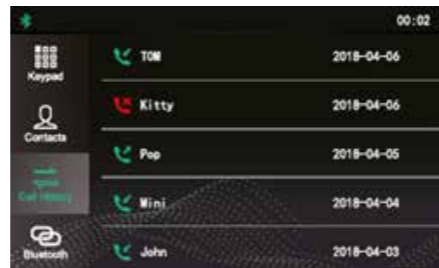 00:02
Keypad
TOM 2018-04-06
Kitty 2018-04-06
Contacts
Pop 2018-04-05
Call History
Mini 2018-04-04
Bluetooth
John 2018-04-03